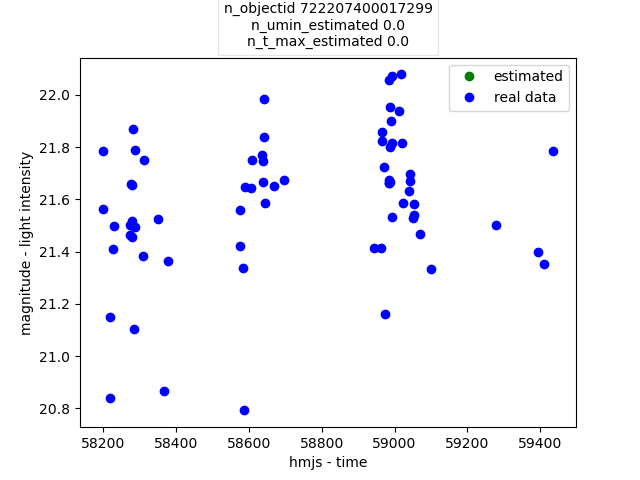 n_objectid 722207400017299
n_umin_estimated 0.0
n_t_max_estimated 0.0
estimated
real data
magnitude - light intensity
22.0
21.8
21.6
21.4
21.2
21.0
20.8
58200 58400 58600 58800 59000 59200 59400
hmjs - time